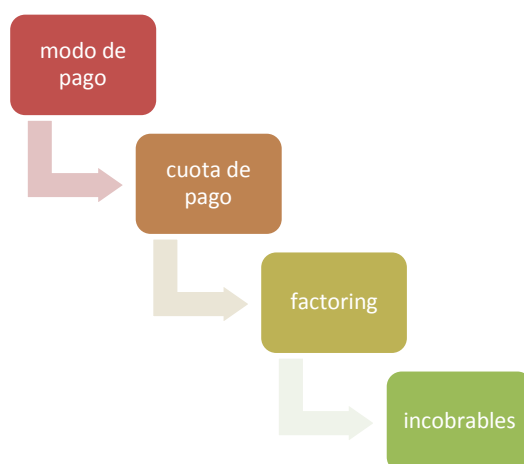 modo de
pago
cuota de
pago
factoring
incobrables